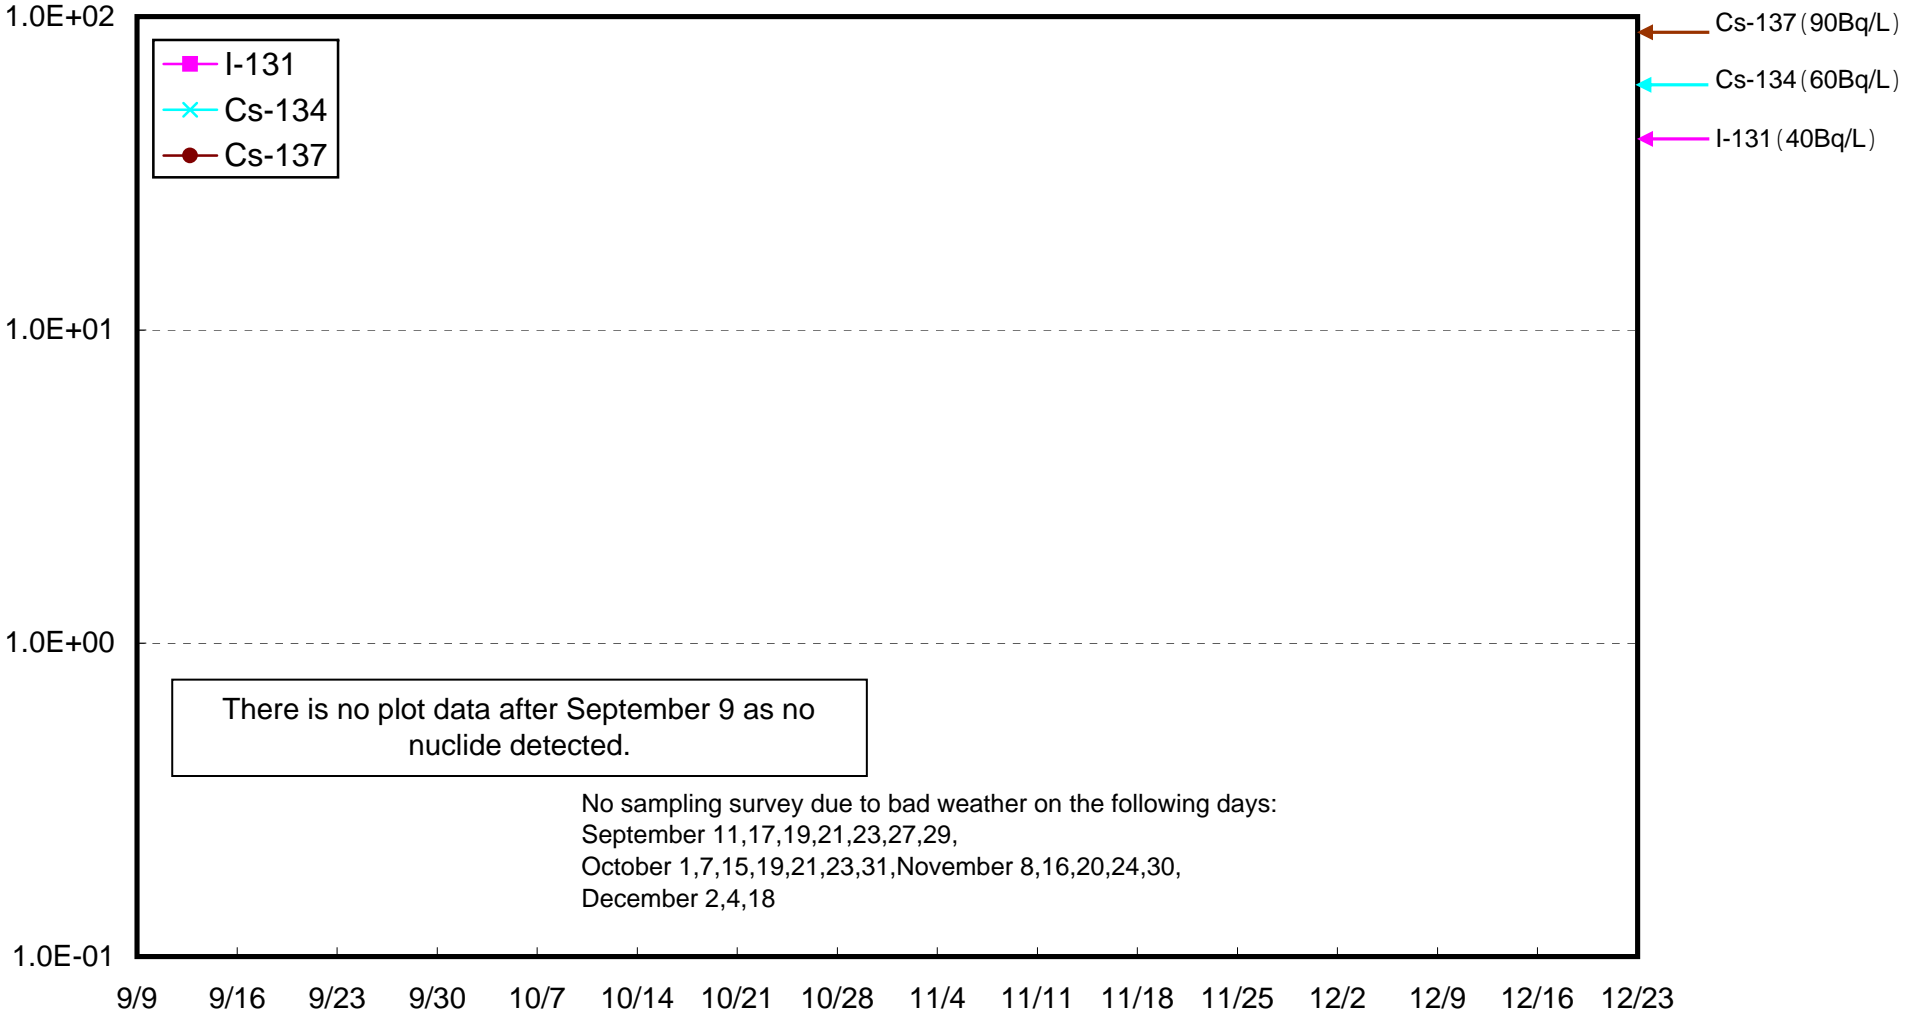 1.0E+02
1.0E+01
1.0E+00
1.0E-01
I-131
Cs-134
Cs-137
Cs-137(90Bq/L)
Cs-134(60Bq/L)
I-131(40Bq/L)
There is no plot data after September 9 as no
nuclide detected.
No sampling survey due to bad weather on the following days:
September 11,17,19,21,23,27,29,
October 1,7,15,19,21,23,31,November 8,16,20,24,30,
December 2,4,18
9/9 9/16 9/23 9/30 10/7 10/14 10/21 10/28 11/4 11/11 11/18 11/25 12/2 12/9 12/16 12/23